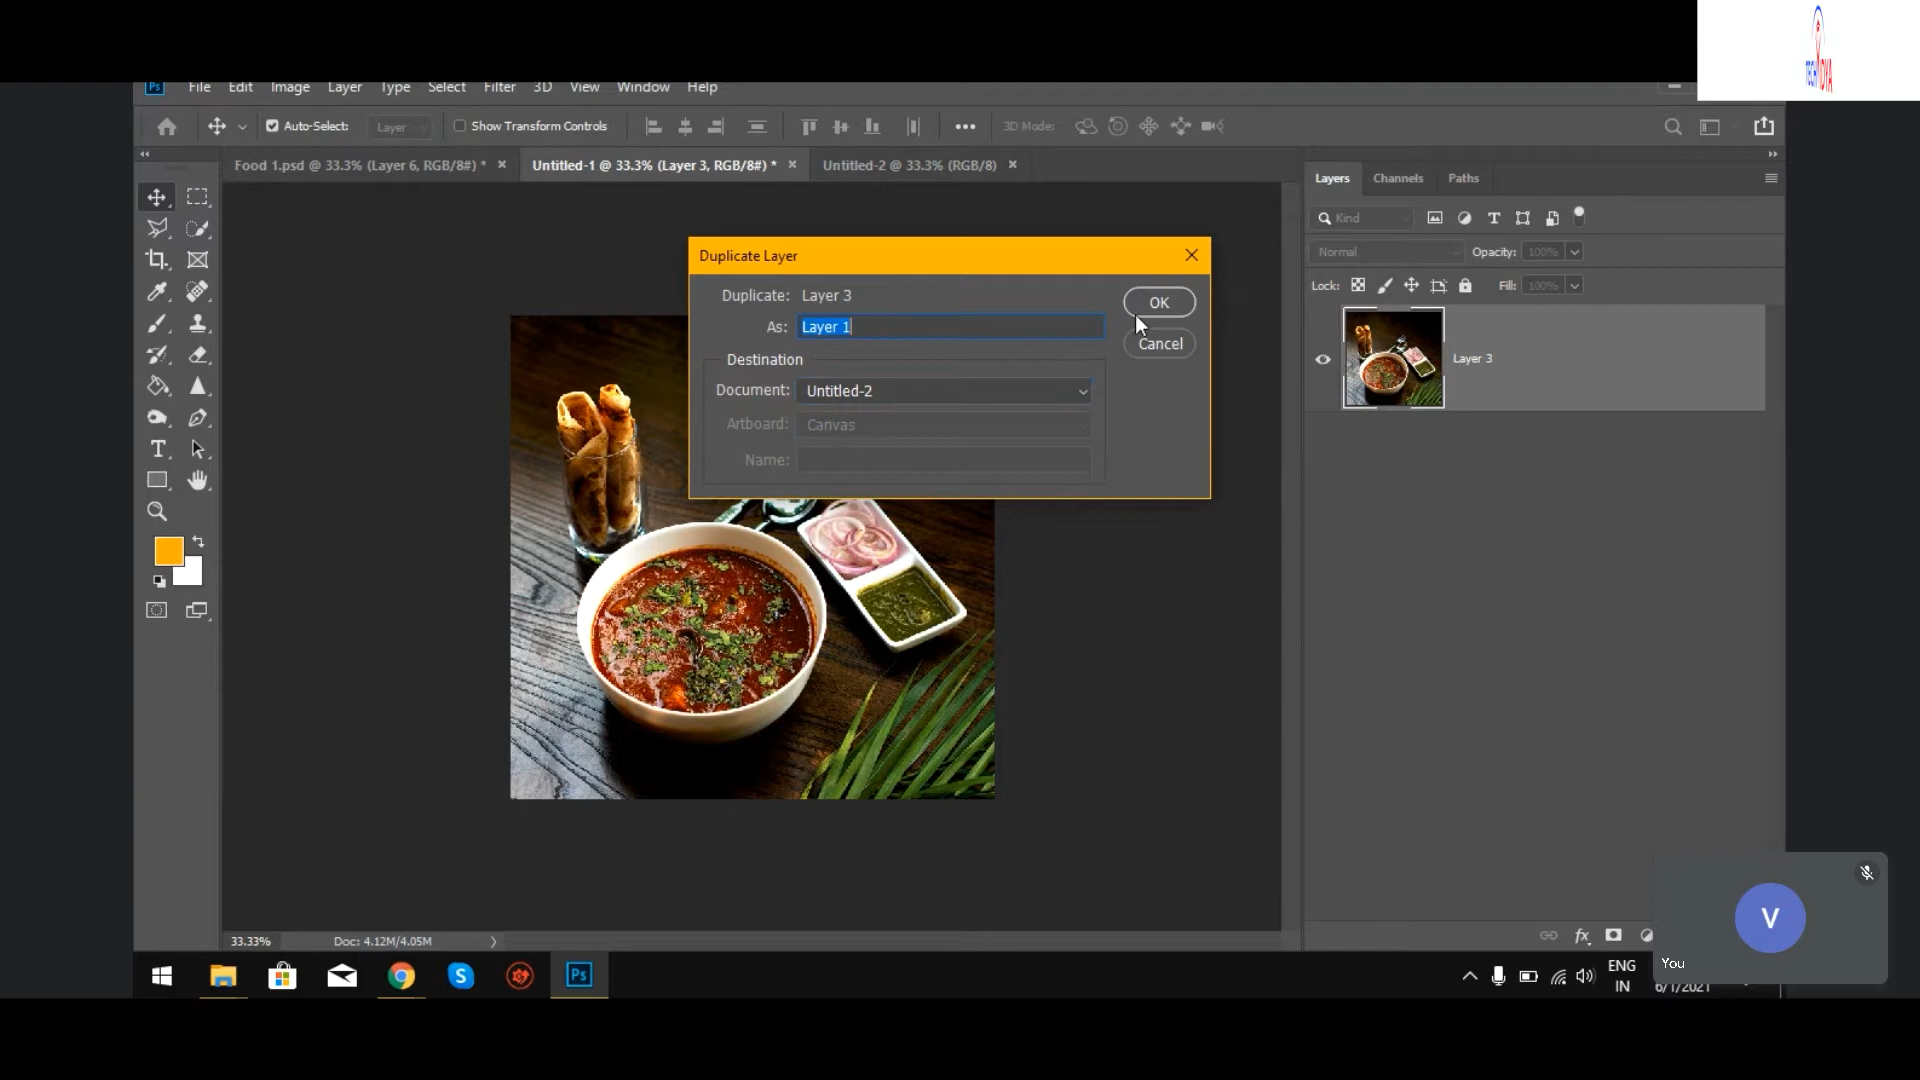 TECH VIDYA
Ps File Edit Image Layer Type Select Filter 3D View Window Help
Auto-Select: Layer Show Transform Controls 3D Mode:
Food 1.psd @ 33.3% (Layer 6, RGB/8#) * Untitled-1 @ 33.3% (Layer 3, RGB/8#) * Untitled-2 @ 33.3% (RGB/8)
Layers Channels Paths
Kind
Normal Opacity: 100%
Lock: Fill: 100%
Layer 3
Duplicate Layer
Duplicate: Layer 3
As: Layer 1
OK
Cancel
Destination
Document: Untitled-2
Artboard: Canvas
Name:
33.33% Doc: 4.12M/4.05M
fx
V
You
S
Ps
ENG
IN
6/1/2021